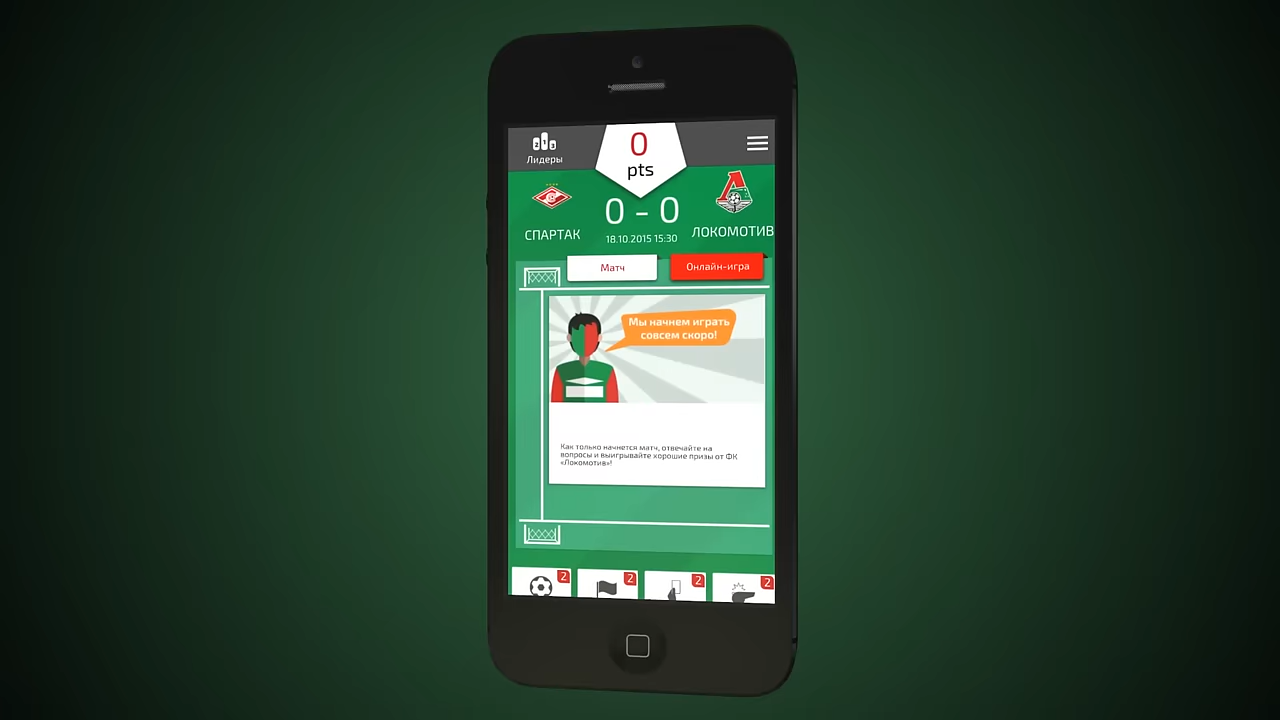 Лидеры
0
pts
0 - 0
СПАРТАК
18.10.2015 15:30
ЛОКОМОТИВ
Матч
Онлайн-игра
Мы начнем играть
совсем скоро!
Как только начнется матч, отвечайте на
вопросы и выигрывайте хорошие призы от ФК
«Локомотив»!
2
2
2
2